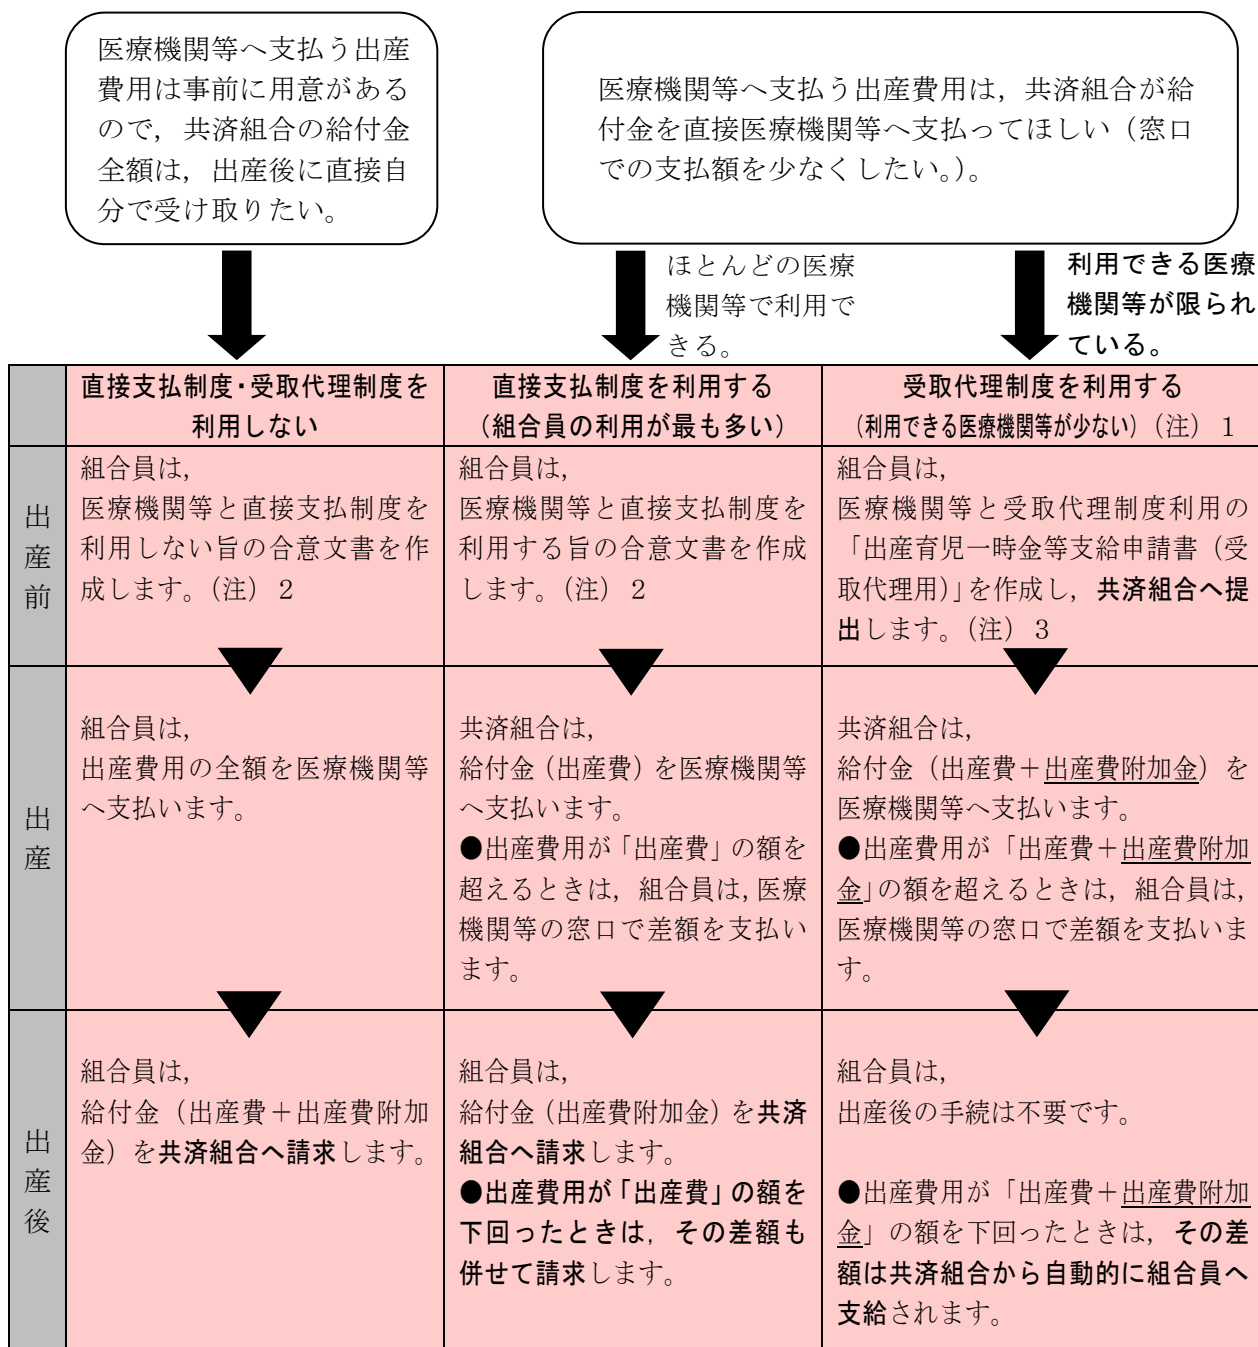 医療機関等へ支払う出産
費用は事前に用意がある
ので，共済組合の給付金
全額は，出産後に直接自
分で受け取りたい。
医療機関等へ支払う出産費用は，共済組合が給
付金を直接医療機関等へ支払ってほしい（窓口
での支払額を少なくしたい。）。
ほとんどの医療
機関等で利用で
きる。
利用できる医療
機関等が限られ
ている。
直接支払制度・受取代理制度を
利用しない
直接支払制度を利用する
（組合員の利用が最も多い）
受取代理制度を利用する
（利用できる医療機関等が少ない）（注）１
出産前
組合員は，
医療機関等と直接支払制度を
利用しない旨の合意文書を作
成します。（注）２
組合員は，
医療機関等と直接支払制度を
利用する旨の合意文書を作成
します。（注）２
組合員は，
医療機関等と受取代理制度利用の
「出産育児一時金等支給申請書（受
取代理用）」を作成し，共済組合へ提
出します。（注）３
出産
組合員は，
出産費用の全額を医療機関等
へ支払います。
共済組合は，
給付金（出産費）を医療機関等
へ支払います。
●出産費用が「出産費」の額を
超えるときは，組合員は，医療
機関等の窓口で差額を支払い
ます。
共済組合は，
給付金（出産費＋出産費附加金）を
医療機関等へ支払います。
●出産費用が「出産費＋出産費附加
金」の額を超えるときは，組合員は，
医療機関等の窓口で差額を支払いま
す。
出産後
組合員は，
給付金（出産費＋出産費附加
金）を共済組合へ請求します。
組合員は，
給付金（出産費附加金）を共済
組合へ請求します。
●出産費用が「出産費」の額を
下回ったときは，その差額も
併せて請求します。
組合員は，
出産後の手続は不要です。
●出産費用が「出産費＋出産費附加
金」の額を下回ったときは，その差
額は共済組合から自動的に組合員へ
支給されます。